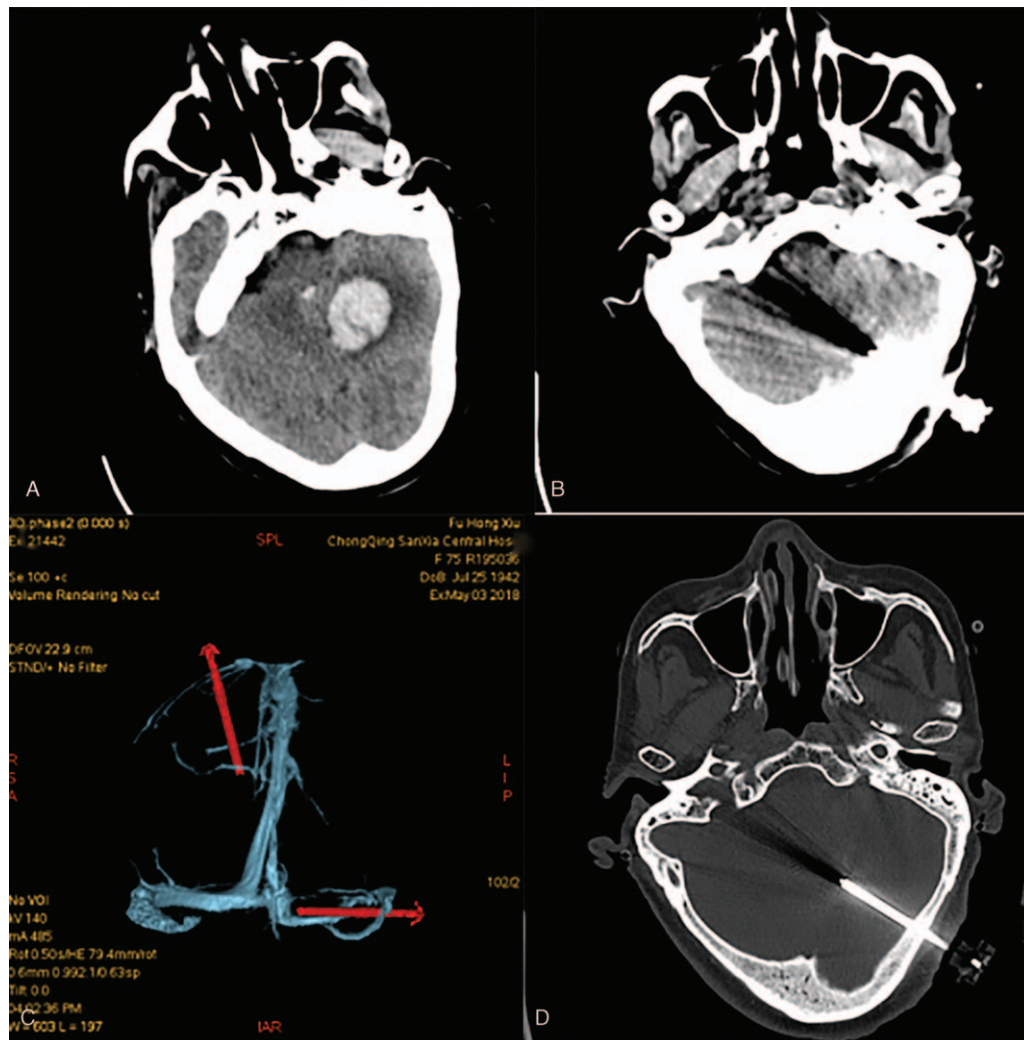 A
B
3D phase2 (0.000 s)
Ex: 21442
Se:100 +c
Volume Rendering No cut
DFOV 22.9 cm
STND/+ No Filter
SPL
Fu Hong Xiu
ChongQing SanXia Central Hos
F 75 R195036
DoB: Jul 25 1942
Ex:May 03 2018
R
S
A
L
I
P
102/2
No VOI
kV 140
mA 485
Rot 0.50s/HE 79.4mm/rot
0.6mm 0.992:1/0.63sp
Tilt: 0.0
04:02:36 PM
W = 603 L = 197
C
IAR
D